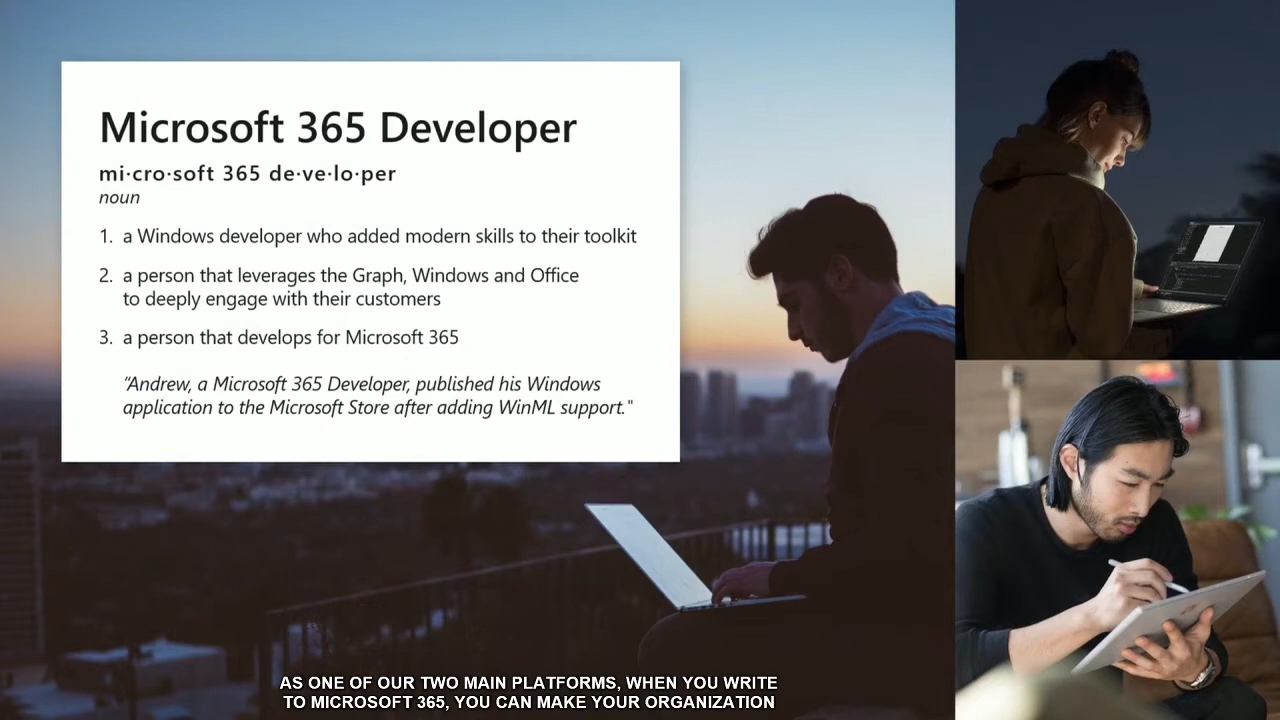 Microsoft 365 Developer
mi·cro·soft 365 de·ve·lo·per
noun
1. a Windows developer who added modern skills to their toolkit
2. a person that leverages the Graph, Windows and Office
to deeply engage with their customers
3. a person that develops for Microsoft 365
"Andrew, a Microsoft 365 Developer, published his Windows
application to the Microsoft Store after adding WinML support."
AS ONE OF OUR TWO MAIN PLATFORMS, WHEN YOU WRITE
TO MICROSOFT 365, YOU CAN MAKE YOUR ORGANIZATION